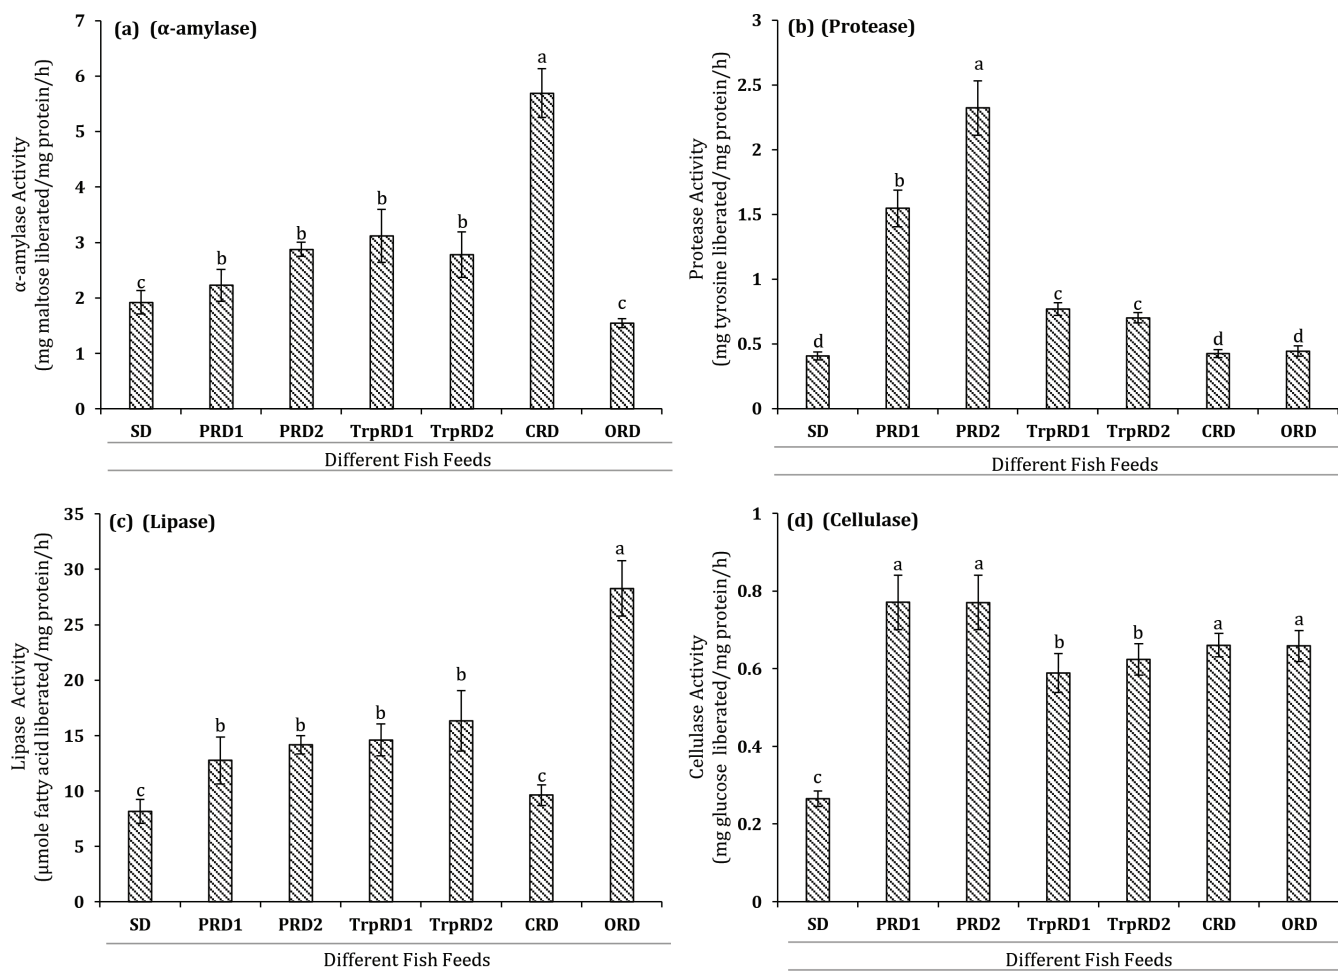 (a) (α-amylase)
α-amylase Activity
(mg maltose liberated/mg protein/h)
7
6
5
4
3
2
1
0
c
b
b
b
b
a
c
SD PRD1 PRD2 TrpRD1 TrpRD2 CRD ORD
Different Fish Feeds
(b) (Protease)
Protease Activity
(mg tyrosine liberated/mg protein/h)
3
2.5
2
1.5
1
0.5
0
d
b
a
c
c
d
d
SD PRD1 PRD2 TrpRD1 TrpRD2 CRD ORD
Different Fish Feeds
(c) (Lipase)
Lipase Activity
(μmole fatty acid liberated/mg protein/h)
35
30
25
20
15
10
5
0
c
b
b
b
b
c
a
SD PRD1 PRD2 TrpRD1 TrpRD2 CRD ORD
Different Fish Feeds
(d) (Cellulase)
Cellulase Activity
(mg glucose liberated/mg protein/h)
1
0.8
0.6
0.4
0.2
0
c
a
a
b
b
a
a
SD PRD1 PRD2 TrpRD1 TrpRD2 CRD ORD
Different Fish Feeds